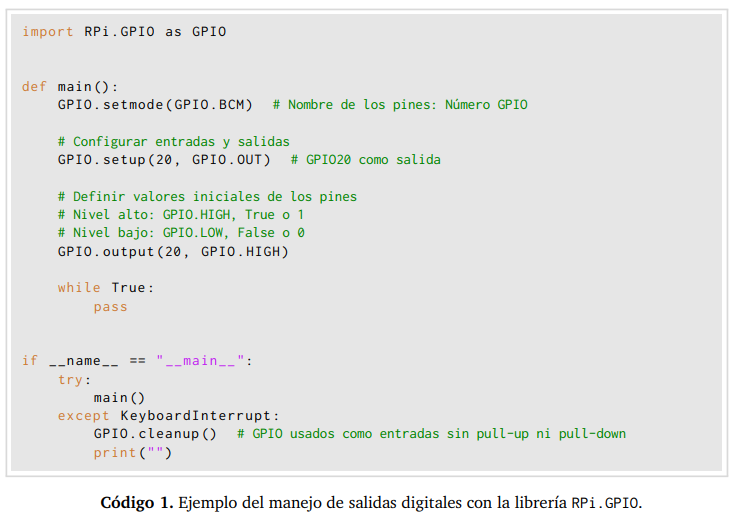 import RPi.GPIO as GPIO
def main():
GPIO.setmode(GPIO.BCM)  # Nombre de los pines: Número GPIO
# Configurar entradas y salidas
GPIO.setup(20, GPIO.OUT)  # GPIO20 como salida
# Definir valores iniciales de los pines
# Nivel alto: GPIO.HIGH, True o 1
# Nivel bajo: GPIO.LOW, False o 0
GPIO.output(20, GPIO.HIGH)
while True:
pass
if __name__ == "__main__":
try:
main()
except KeyboardInterrupt:
GPIO.cleanup()  # GPIO usados como entradas sin pull-up ni pull-down
print("")
Código 1. Ejemplo del manejo de salidas digitales con la librería RPi.GPIO.